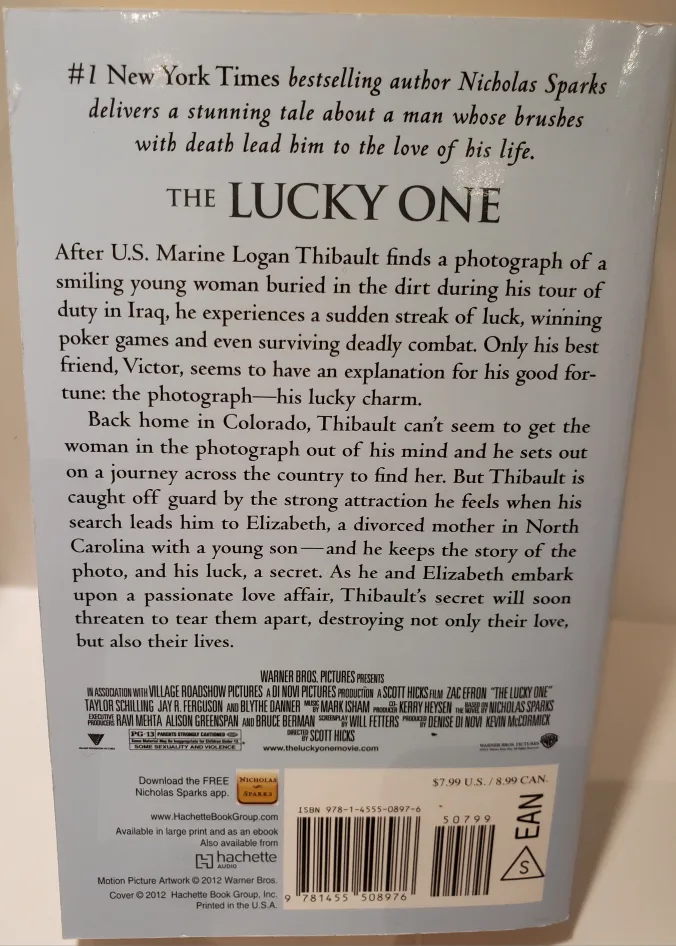 #1 New York Times bestselling author Nicholas Sparks
delivers a stunning tale about a man whose brushes
with death lead him to the love of his life.
THE LUCKY ONE
After U.S. Marine Logan Thibault finds a photograph of a
smiling young woman buried in the dirt during his tour of
duty in Iraq, he experiences a sudden streak of luck, winning
poker games and even surviving deadly combat. Only his best
friend, Victor, seems to have an explanation for his good for-
tune: the photograph—his lucky charm.
Back home in Colorado, Thibault can't seem to get the
woman in the photograph out of his mind and he sets out
on a journey across the country to find her. But Thibault is
caught off guard by the strong attraction he feels when his
search leads him to Elizabeth, a divorced mother in North
Carolina with a young son—and he keeps the story of the
photo, and his luck, a secret. As he and Elizabeth embark
upon a passionate love affair, Thibault's secret will soon
threaten to tear them apart, destroying not only their love,
but also their lives.
WARNER BROS. PICTURES PRESENTS
IN ASSOCIATION WITH VILLAGE ROADSHOW PICTURES A DI NOVI PICTURES PRODUCTION A SCOTT HICKS FILM ZAC EFRON "THE LUCKY ONE"
TAYLOR SCHILLING JAY R. FERGUSON AND BLYTHE DANNER MUSIC BY MARK ISHAM CO-PRODUCER KERRY HEYSEN BASED ON THE NOVEL BY NICHOLAS SPARKS
EXECUTIVE PRODUCERS RAVI MEHTA ALISON GREENSPAN AND BRUCE BERMAN SCREENPLAY BY WILL FETTERS PRODUCED BY DENISE DI NOVI KEVIN McCORMICK
DIRECTED BY SCOTT HICKS
PG-13 PARENTS STRONGLY CAUTIONED
Some Material May Be Inappropriate for Children Under 13
SOME SEXUALITY AND VIOLENCE
www.theluckyonemovie.com
WARNER BROS. PICTURES
Download the FREE
Nicholas Sparks app.
NICHOLAS
SPARKS
www.HachetteBookGroup.com
Available in large print and as an ebook
Also available from
hachette
AUDIO
Motion Picture Artwork © 2012 Warner Bros.
Cover © 2012 Hachette Book Group, Inc.
Printed in the U.S.A.
$7.99 U.S. / 8.99 CAN.
ISBN 978-1-4555-0897-6
50799
9 781455 508976
EAN
S